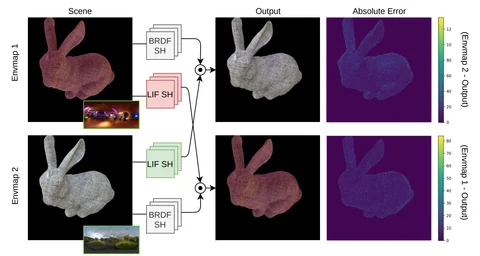 Scene
Output
Absolute Error
Envmap 1
BRDF
SH
LIF SH
12
10
8
6
4
2
0
(Envmap 2 - Output)
Envmap 2
LIF SH
BRDF
SH
80
70
60
50
40
30
20
10
0
(Envmap 1 - Output)